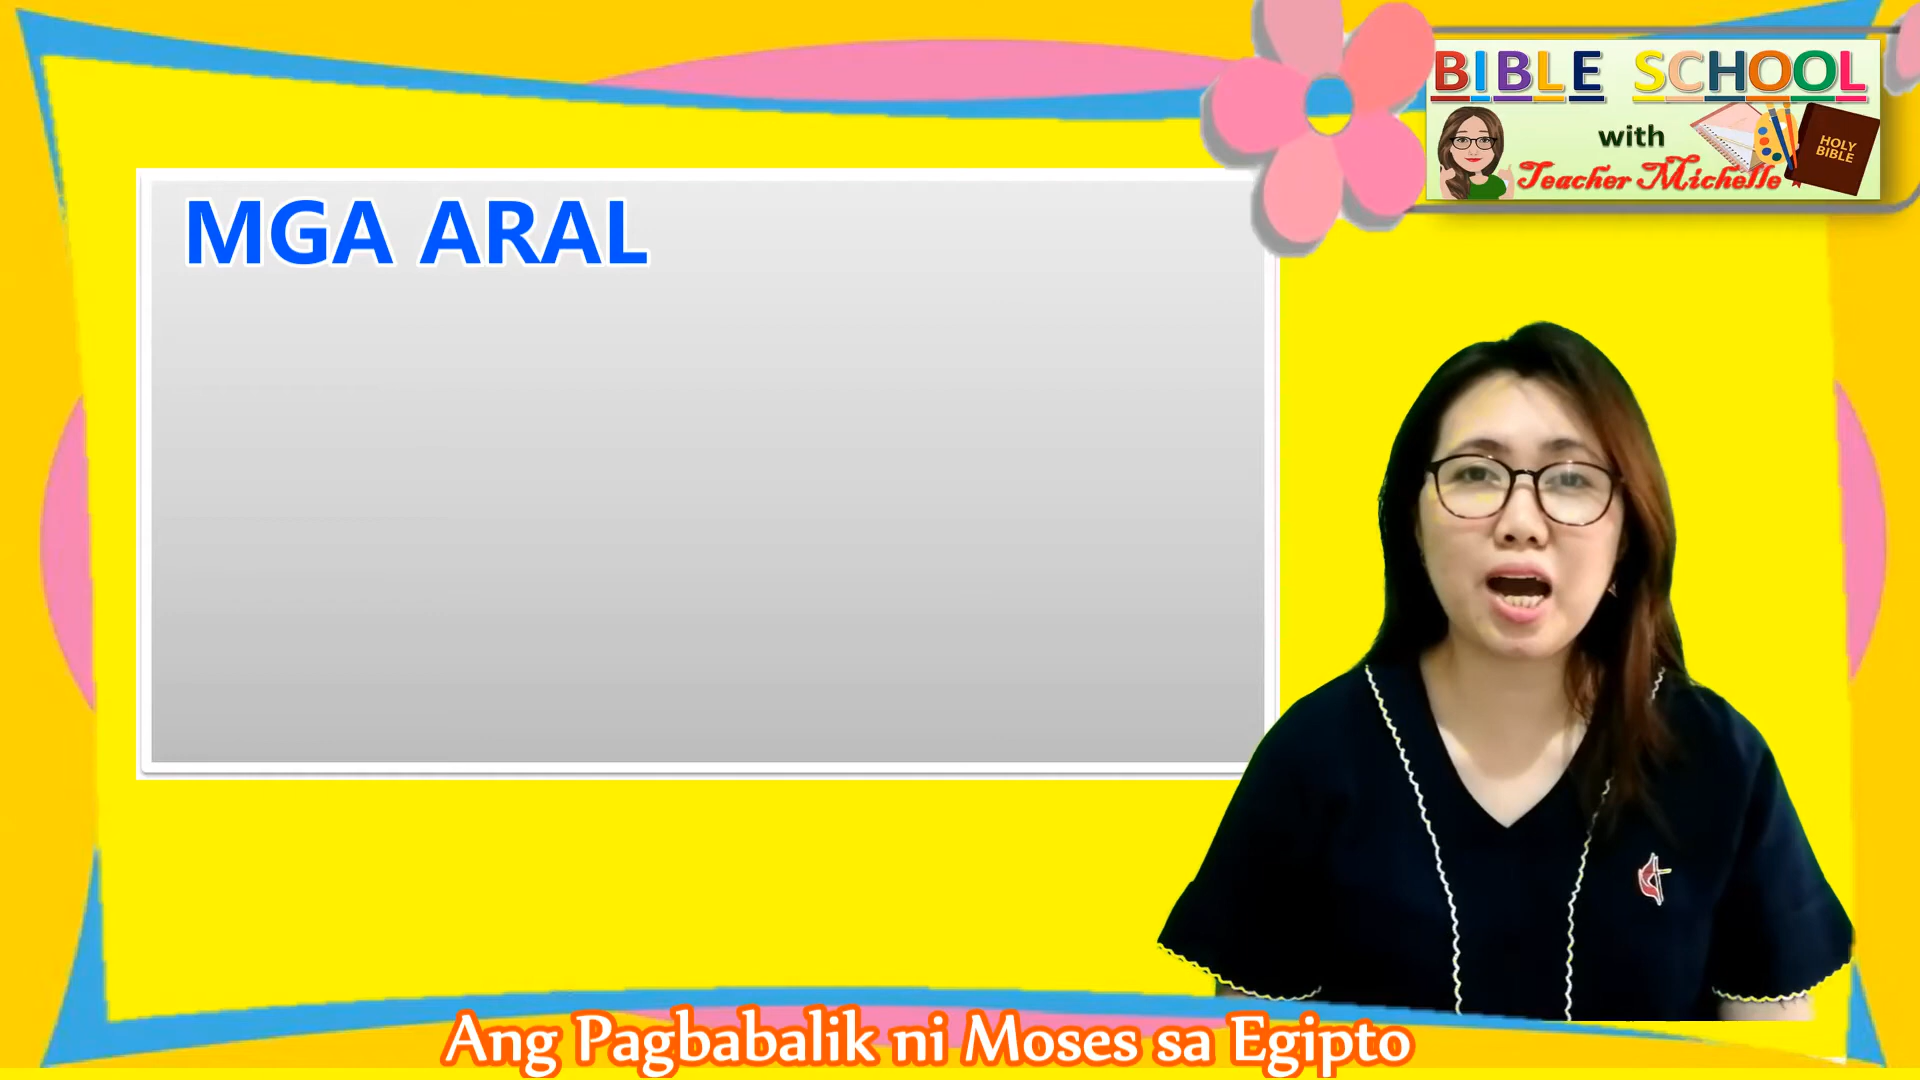 BIBLE SCHOOL
with
Teacher Michelle
HOLY
BIBLE
MGA ARAL
Ang Pagbabalik ni Moses sa Egipto